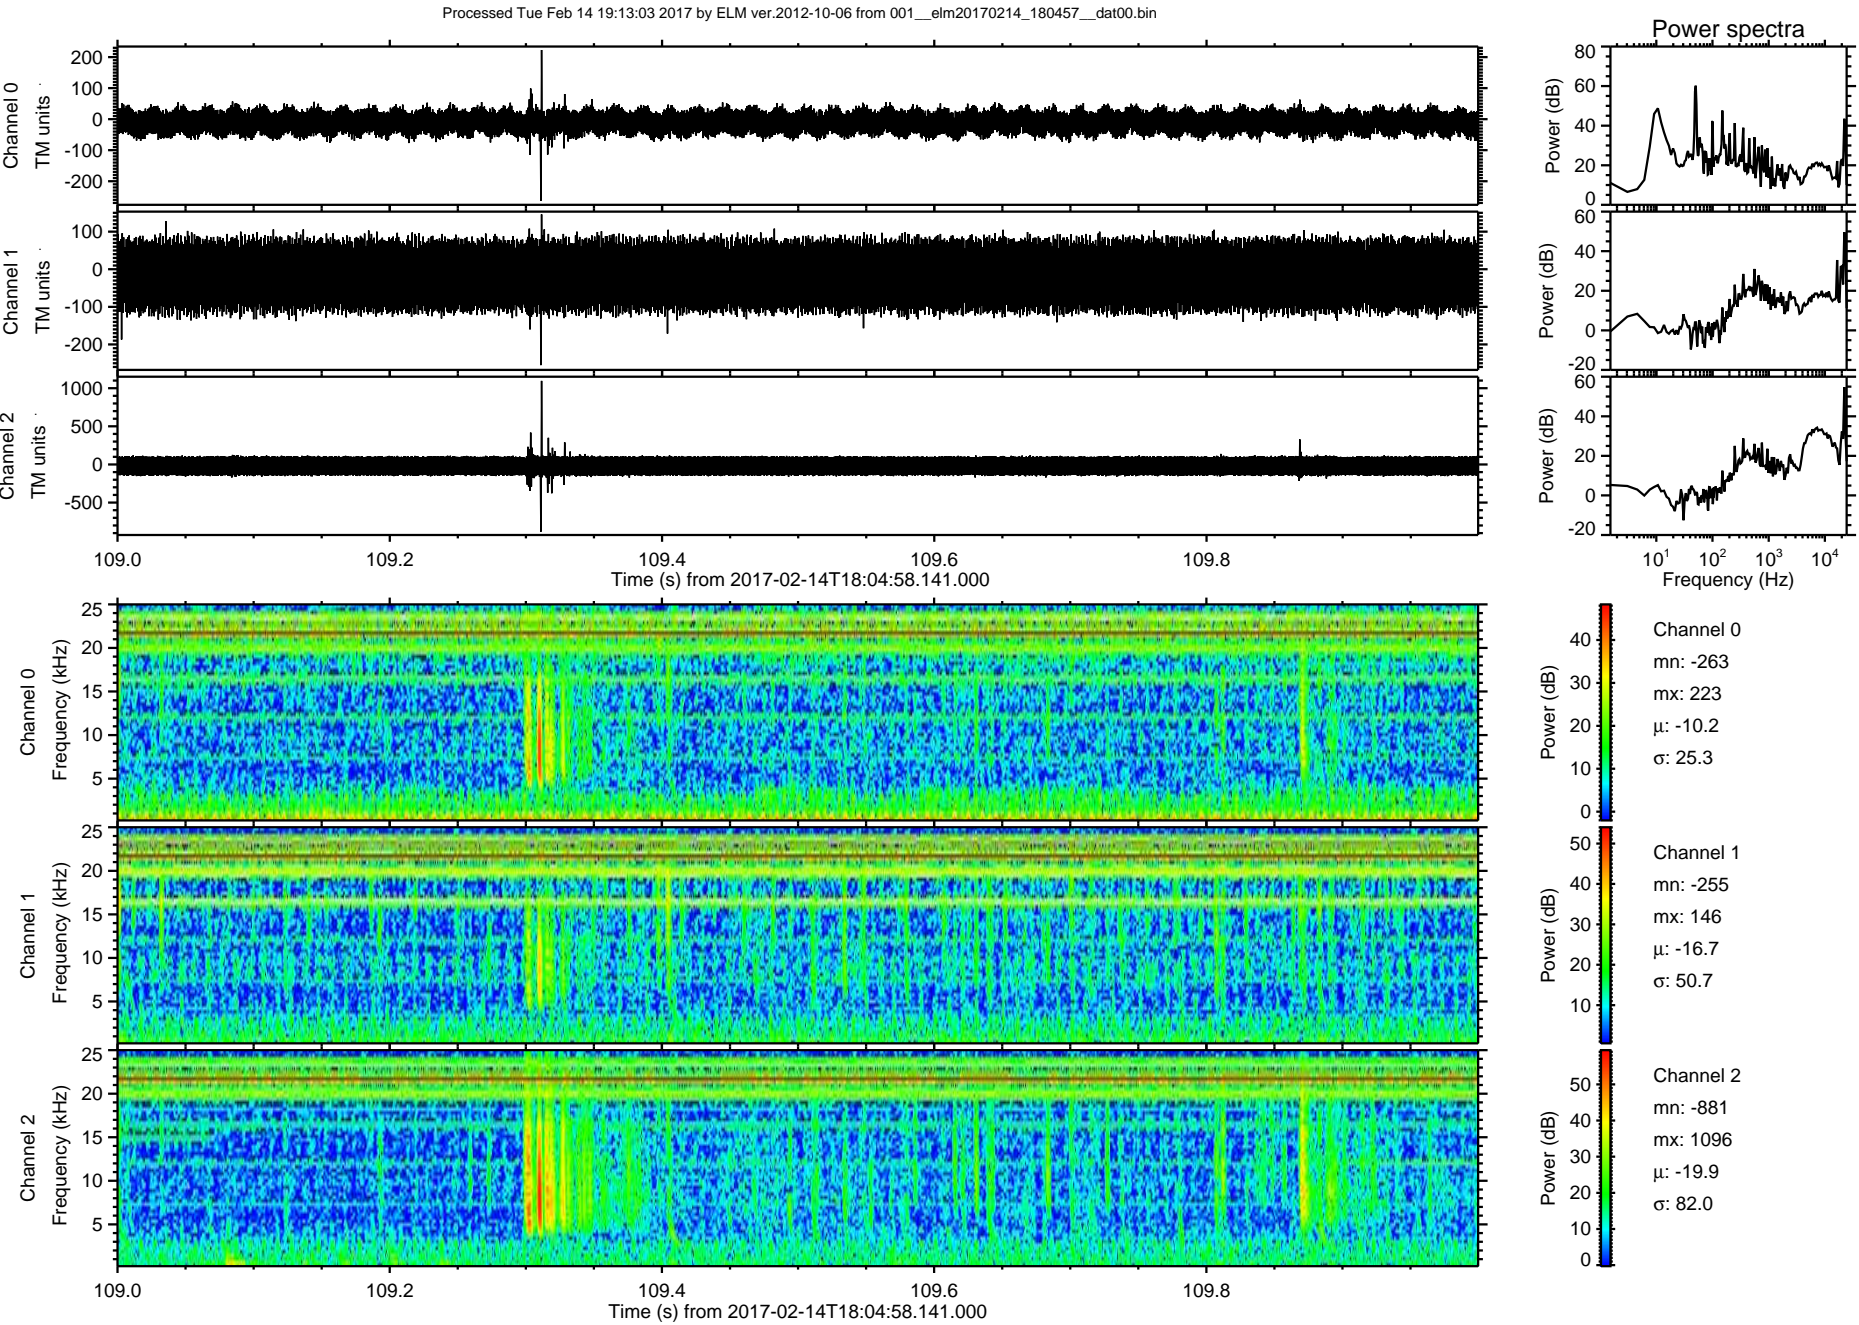 Processed Tue Feb 14 19:13:03 2017 by ELM ver.2012-10-06 from 001__elm20170214_180457__dat00.bin
Power spectra
Channel 0
TM units
200
100
0
-100
-200
Power (dB)
80
60
40
20
0
Channel 1
TM units
100
0
-100
-200
Power (dB)
60
40
20
0
-20
Channel 2
TM units
1000
500
0
-500
Power (dB)
60
40
20
0
-20
109.0 109.2 109.4 109.6 109.8
Time (s) from 2017-02-14T18:04:58.141.000
10¹ 10² 10³ 10⁴
Frequency (Hz)
Channel 0
Frequency (kHz)
25
20
15
10
5
Power (dB)
40
30
20
10
0
Channel 0
mn: -263
mx: 223
μ: -10.2
σ: 25.3
Channel 1
Frequency (kHz)
25
20
15
10
5
Power (dB)
50
40
30
20
10
Channel 1
mn: -255
mx: 146
μ: -16.7
σ: 50.7
Channel 2
Frequency (kHz)
25
20
15
10
5
Power (dB)
50
40
30
20
10
0
Channel 2
mn: -881
mx: 1096
μ: -19.9
σ: 82.0
109.0 109.2 109.4 109.6 109.8
Time (s) from 2017-02-14T18:04:58.141.000